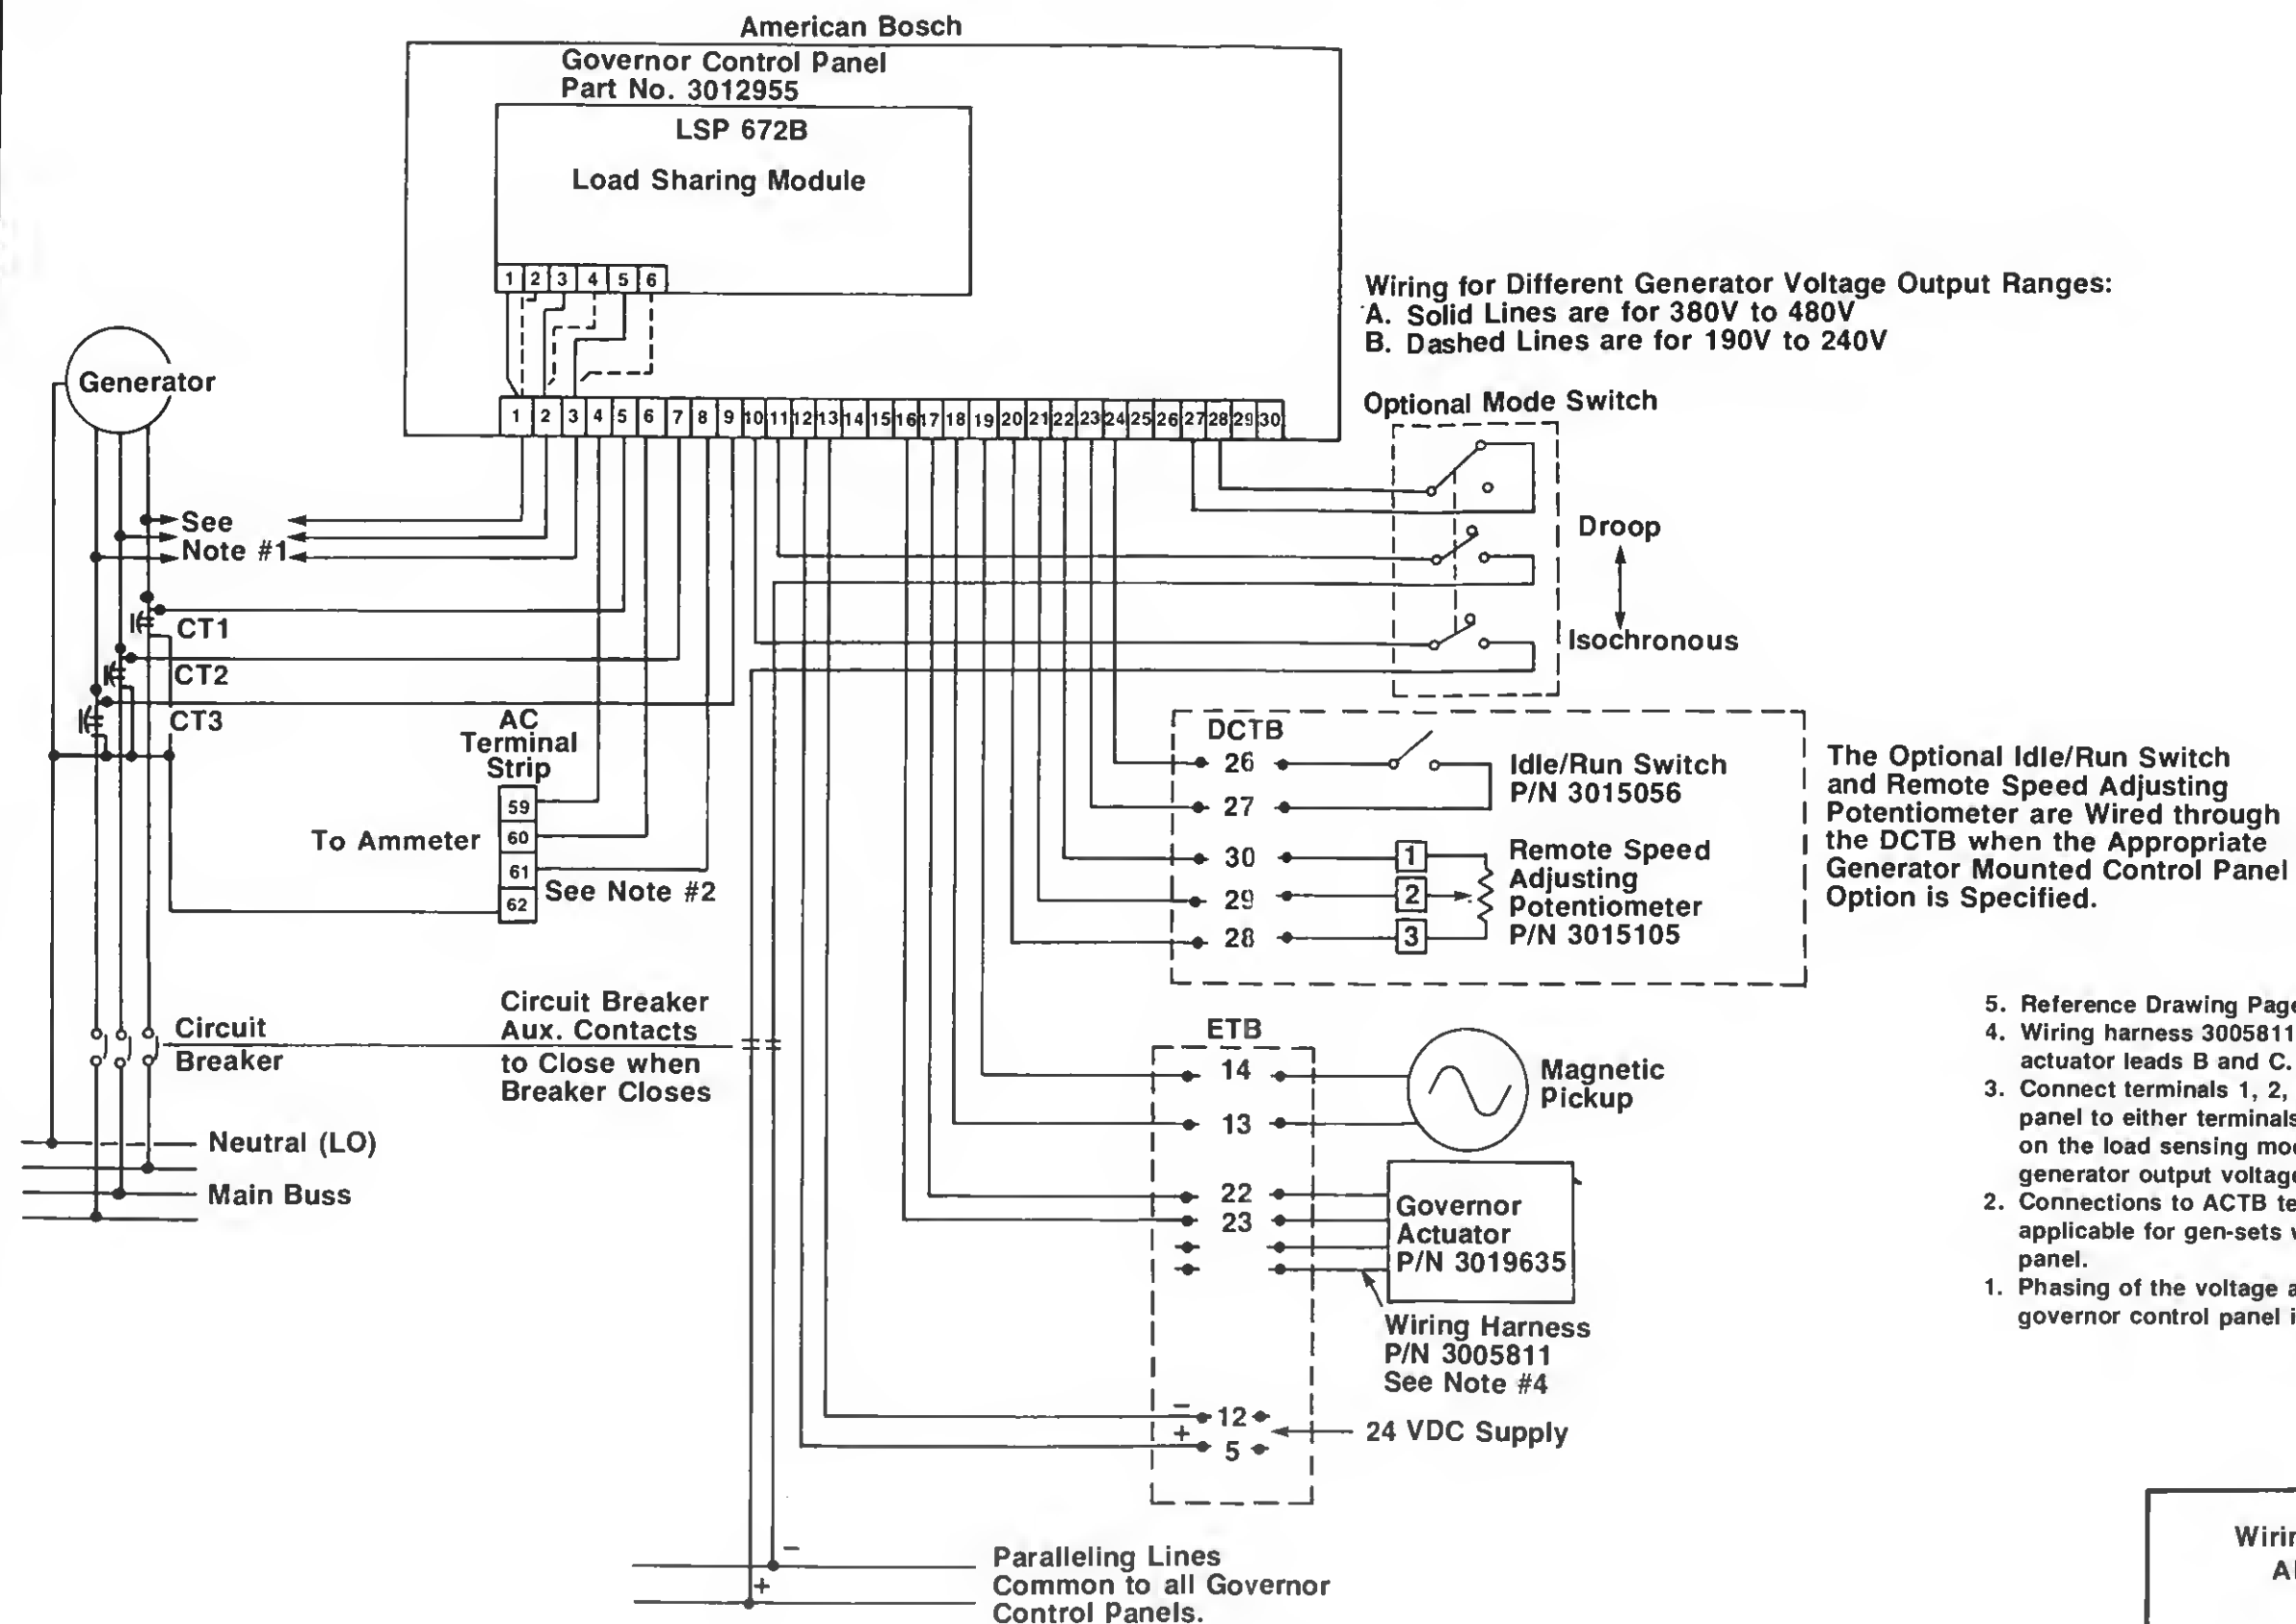 American Bosch
Governor Control Panel
Part No. 3012955
LSP 672B
Load Sharing Module
1 2 3 4 5 6
Wiring for Different Generator Voltage Output Ranges:
A. Solid Lines are for 380V to 480V
B. Dashed Lines are for 190V to 240V
Generator
1 2 3 4 5 6 7 8 9 10 11 12 13 14 15 16 17 18 19 20 21 22 23 24 25 26 27 28 29 30
Optional Mode Switch
Droop
Isochronous
See
Note #1
CT1
CT2
CT3
AC
Terminal
Strip
59
60
61
62
To Ammeter
See Note #2
DCTB
26
27
30
29
28
Idle/Run Switch
P/N 3015056
1
2
3
Remote Speed
Adjusting
Potentiometer
P/N 3015105
The Optional Idle/Run Switch
and Remote Speed Adjusting
Potentiometer are Wired through
the DCTB when the Appropriate
Generator Mounted Control Panel
Option is Specified.
Circuit
Breaker
Circuit Breaker
Aux. Contacts
to Close when
Breaker Closes
Neutral (LO)
Main Buss
ETB
14
13
22
23
Magnetic
Pickup
Governor
Actuator
P/N 3019635
Wiring Harness
P/N 3005811
See Note #4
− 12
+ 5
24 VDC Supply
5. Reference Drawing Page
4. Wiring harness 3005811
actuator leads B and C.
3. Connect terminals 1, 2,
panel to either terminals
on the load sensing
generator output voltage
2. Connections to ACTB
applicable for gen-sets
panel.
1. Phasing of the voltage
governor control panel
−
+
Paralleling Lines
Common to all Governor
Control Panels.